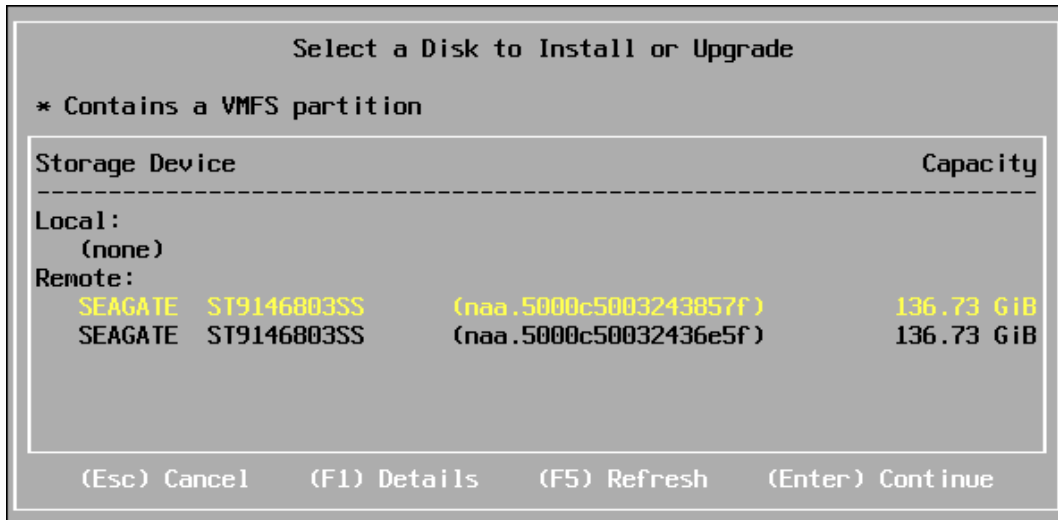 Select a Disk to Install or Upgrade
* Contains a VMFS partition
Storage Device Capacity
--------------------------------------------------------------------------
Local:
(none)
Remote:
SEAGATE ST9146803SS (naa.5000c5003243857f) 136.73 GiB
SEAGATE ST9146803SS (naa.5000c50032436e5f) 136.73 GiB
(Esc) Cancel (F1) Details (F5) Refresh (Enter) Continue